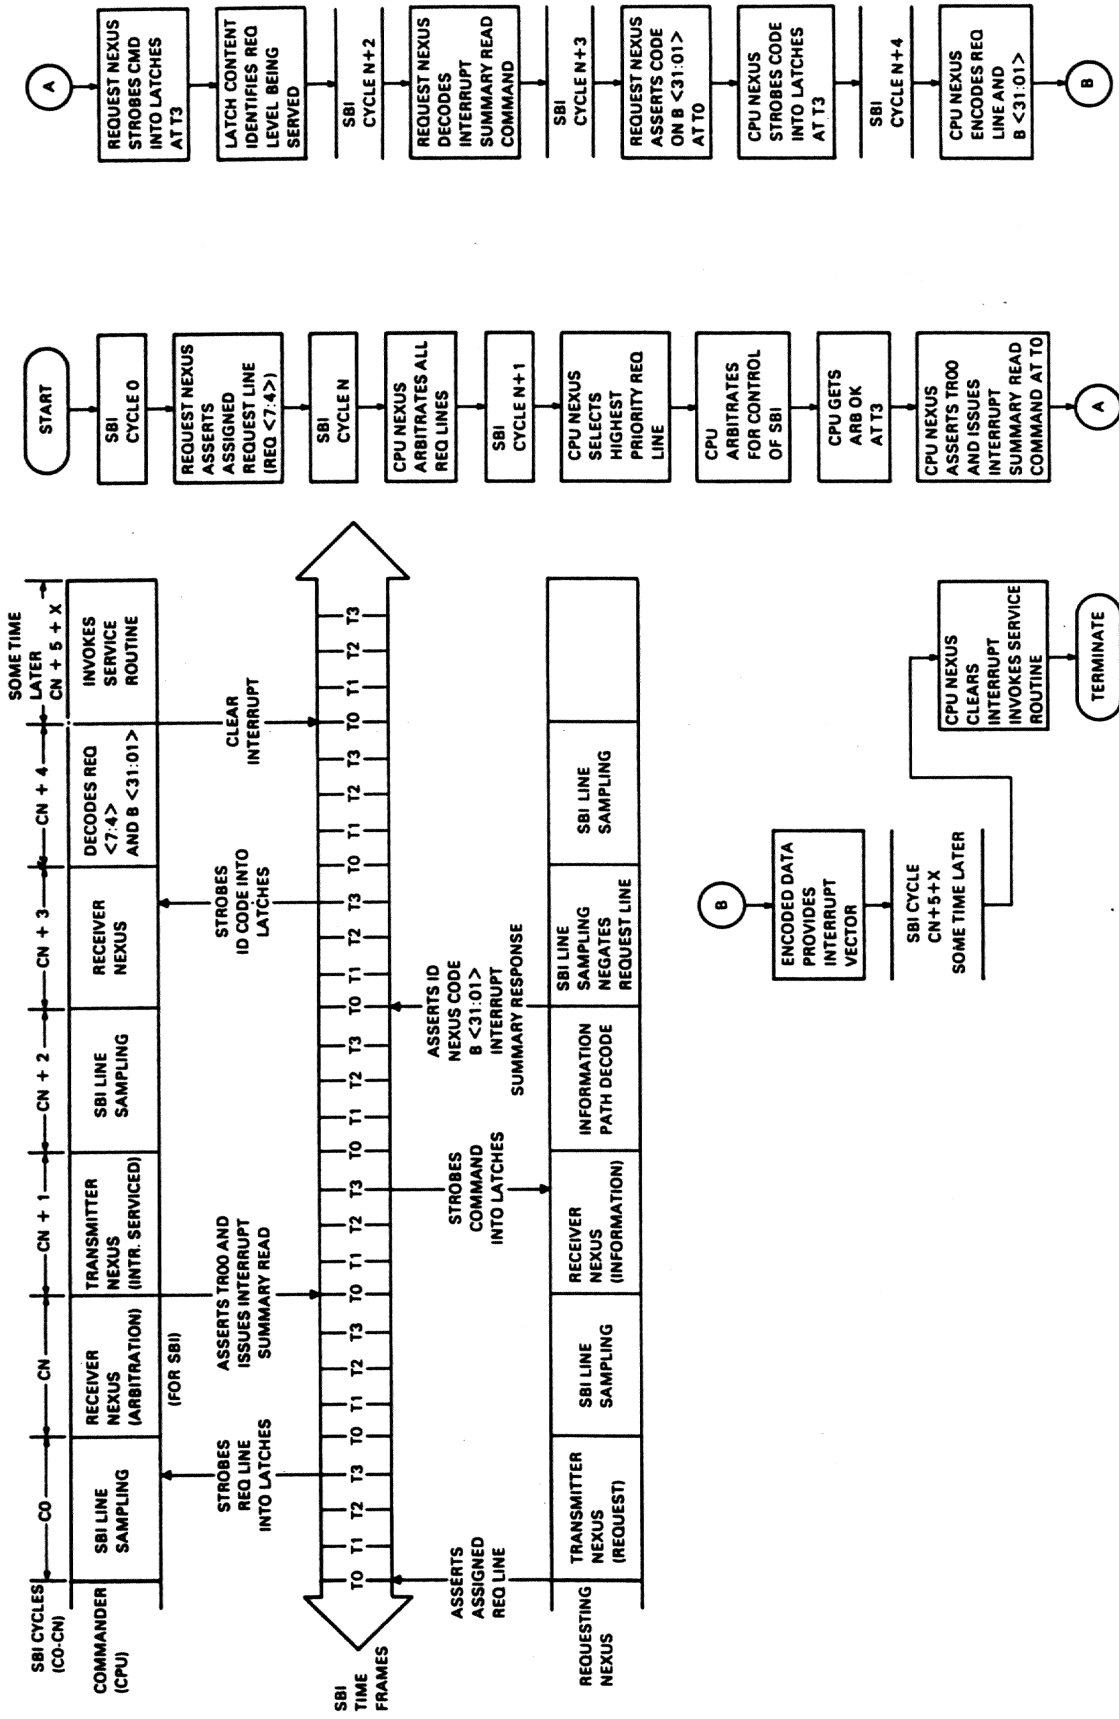 SBI CYCLES
(CO-CN)
CO
CN
CN + 1
CN + 2
CN + 3
CN + 4
SOME TIME
LATER
CN + 5 + X
COMMANDER
(CPU)
SBI LINE
SAMPLING
RECEIVER
NEXUS
(ARBITRATION)
(FOR SBI)
TRANSMITTER
NEXUS
(INTR. SERVICED)
SBI LINE
SAMPLING
RECEIVER
NEXUS
DECODES REQ
<7:4>
AND B <31:01>
INVOKES
SERVICE
ROUTINE
STROBES
REQ LINE
INTO LATCHES
ASSERTS TR00 AND
ISSUES INTERRUPT
SUMMARY READ
STROBES
ID CODE INTO
LATCHES
CLEAR
INTERRUPT
SBI
TIME
FRAMES
T0 T1 T2 T3 T0 T1 T2 T3 T0 T1 T2 T3 T0 T1 T2 T3 T0 T1 T2 T3 T0 T1 T2 T3 T0 T1 T2 T3
ASSERTS
ASSIGNED
REQ LINE
STROBES
COMMAND
INTO LATCHES
ASSERTS ID
NEXUS CODE
B <31:01>
INTERRUPT
SUMMARY RESPONSE
REQUESTING
NEXUS
TRANSMITTER
NEXUS
(REQUEST)
SBI LINE
SAMPLING
RECEIVER
NEXUS
(INFORMATION)
INFORMATION
PATH DECODE
SBI LINE
SAMPLING
NEGATES
REQUEST LINE
SBI LINE
SAMPLING
START
SBI
CYCLE 0
REQUEST NEXUS
ASSERTS
ASSIGNED
REQUEST LINE
(REQ <7:4>)
SBI
CYCLE N
CPU NEXUS
ARBITRATES ALL
REQ LINES
SBI
CYCLE N+1
CPU NEXUS
SELECTS
HIGHEST
PRIORITY REQ
LINE
CPU
ARBITRATES
FOR CONTROL
OF SBI
CPU GETS
ARB OK
AT T3
CPU NEXUS
ASSERTS TR00
AND ISSUES
INTERRUPT
SUMMARY READ
COMMAND AT T0
A
A
REQUEST NEXUS
STROBES CMD
INTO LATCHES
AT T3
LATCH CONTENT
IDENTIFIES REQ
LEVEL BEING
SERVED
SBI
CYCLE N+2
REQUEST NEXUS
DECODES
INTERRUPT
SUMMARY READ
COMMAND
SBI
CYCLE N+3
REQUEST NEXUS
ASSERTS CODE
ON B <31:01>
AT T0
CPU NEXUS
STROBES CODE
INTO LATCHES
AT T3
SBI
CYCLE N+4
CPU NEXUS
ENCODES REQ
LINE AND
B <31:01>
B
B
ENCODED DATA
PROVIDES
INTERRUPT
VECTOR
SBI CYCLE
CN+5+X
SOME TIME LATER
CPU NEXUS
CLEARS
INTERRUPT
INVOKES SERVICE
ROUTINE
TERMINATE